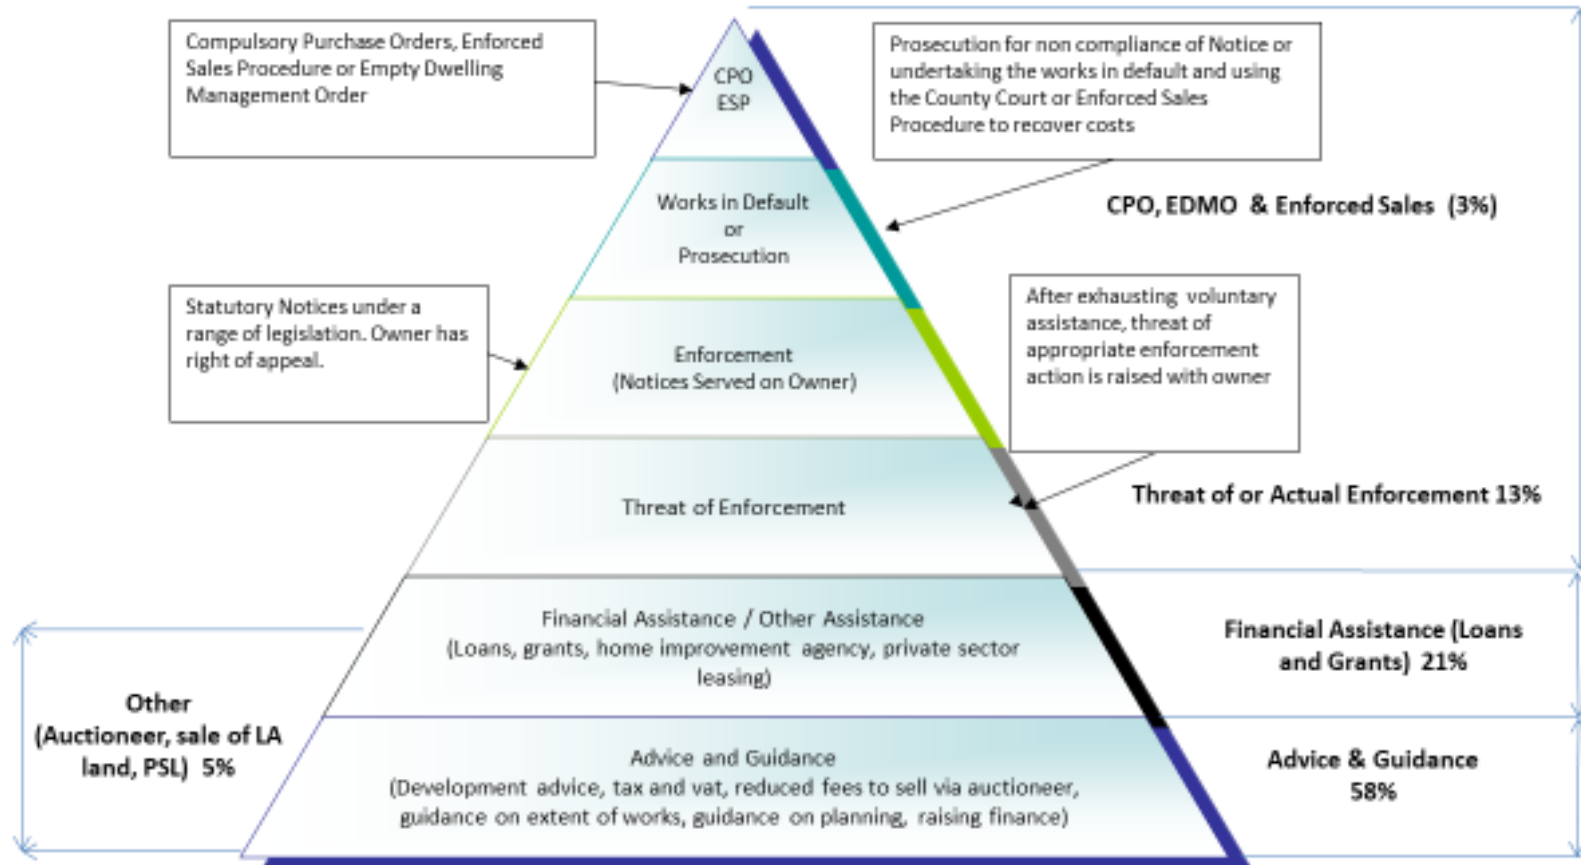 Compulsory Purchase Orders, Enforced
Sales Procedure or Empty Dwelling
Management Order
CPO
ESP
Prosecution for non compliance of Notice or
undertaking the works in default and using
the County Court or Enforced Sales
Procedure to recover costs
Works in Default
or
Prosecution
CPO, EDMO & Enforced Sales (3%)
Statutory Notices under a
range of legislation. Owner has
right of appeal.
Enforcement
(Notices Served on Owner)
After exhausting voluntary
assistance, threat of
appropriate enforcement
action is raised with owner
Threat of Enforcement
Threat of or Actual Enforcement 13%
Financial Assistance / Other Assistance
(Loans, grants, home improvement agency, private sector
leasing)
Financial Assistance (Loans
and Grants) 21%
Other
(Auctioneer, sale of LA
land, PSL) 5%
Advice and Guidance
(Development advice, tax and vat, reduced fees to sell via auctioneer,
guidance on extent of works, guidance on planning, raising finance)
Advice & Guidance
58%